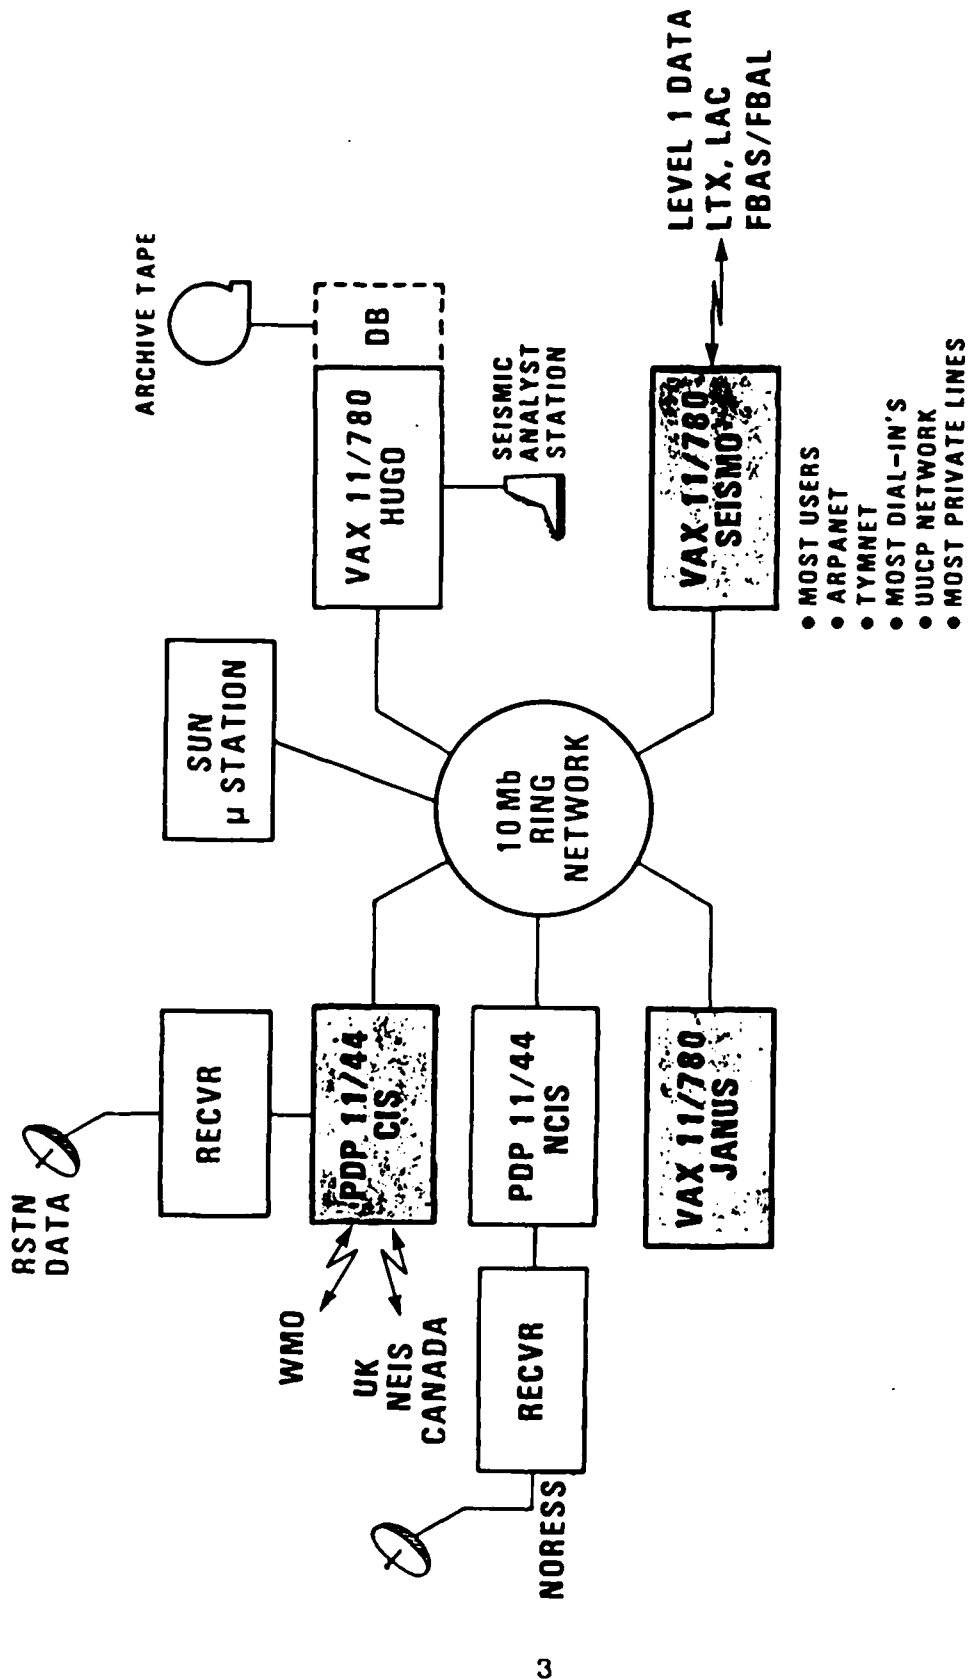 RSTN
DATA
RECVR
WMO
UK
NEIS
CANADA
PDP 11/44
CIS
NORESS
RECVR
PDP 11/44
NCIS
VAX 11/780
JANUS
10 Mb
RING
NETWORK
SUN
µ STATION
ARCHIVE TAPE
VAX 11/780
HUGO
DB
SEISMIC
ANALYST
STATION
VAX 11/780
SEISMO
LEVEL 1 DATA
LTX, LAC
FBAS/FBAL
• MOST USERS
• ARPANET
• TYMNET
• MOST DIAL-IN'S
• UUCP NETWORK
• MOST PRIVATE LINES
3